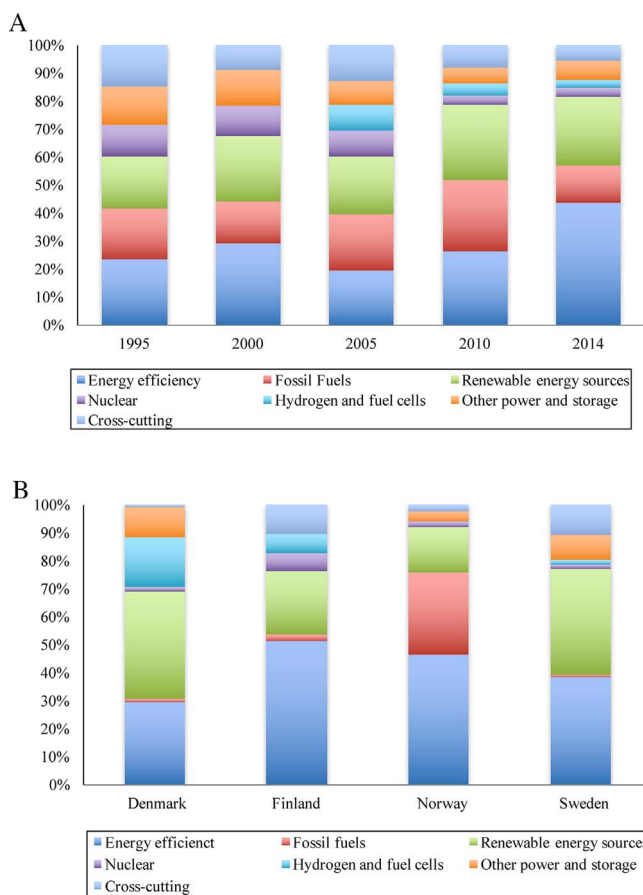 A
100%
90%
80%
70%
60%
50%
40%
30%
20%
10%
0%
1995 2000 2005 2010 2014
Energy efficiency Fossil Fuels Renewable energy sources
Nuclear Hydrogen and fuel cells Other power and storage
Cross-cutting
B
100%
90%
80%
70%
60%
50%
40%
30%
20%
10%
0%
Denmark Finland Norway Sweden
Energy efficienct Fossil fuels Renewable energy sources
Nuclear Hydrogen and fuel cells Other power and storage
Cross-cutting